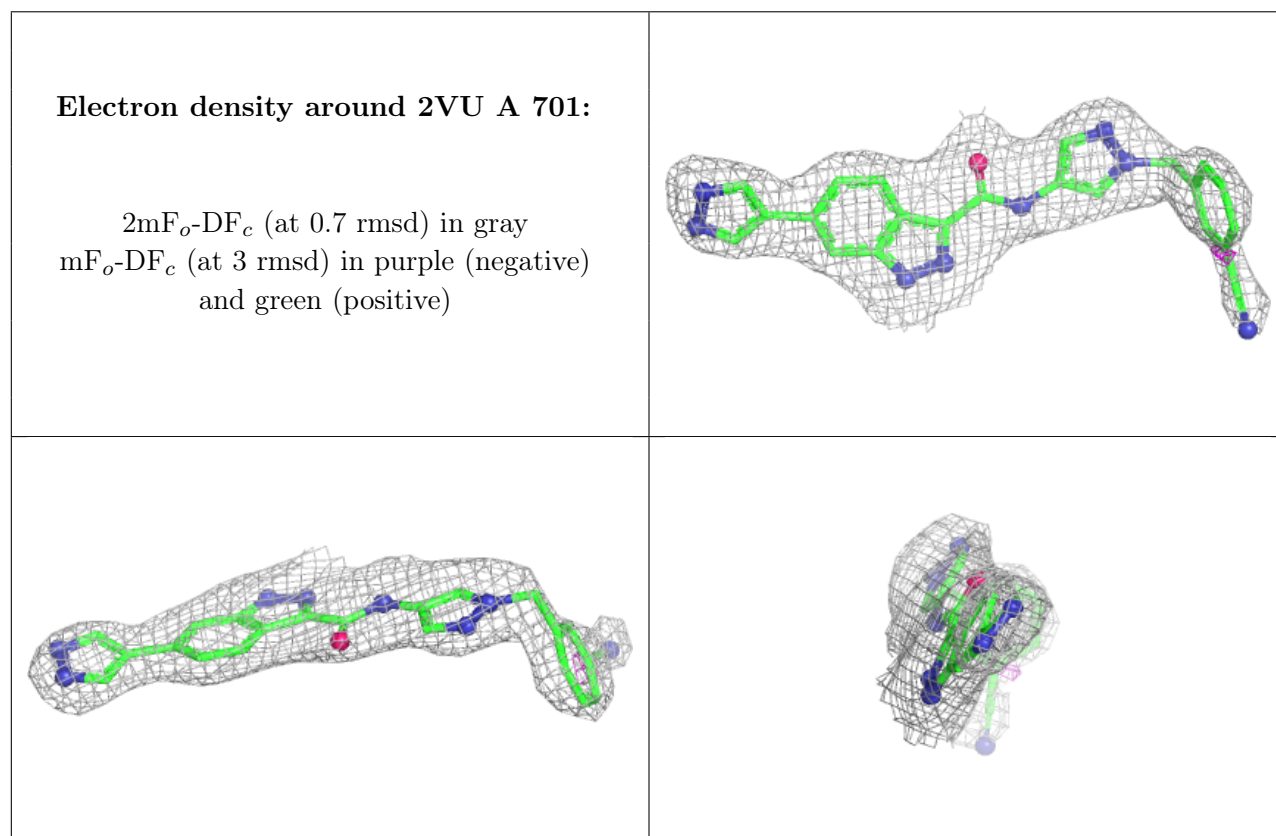 Electron density around 2VU A 701:
2mFo-DFc (at 0.7 rmsd) in gray
mFo-DFc (at 3 rmsd) in purple (negative)
and green (positive)